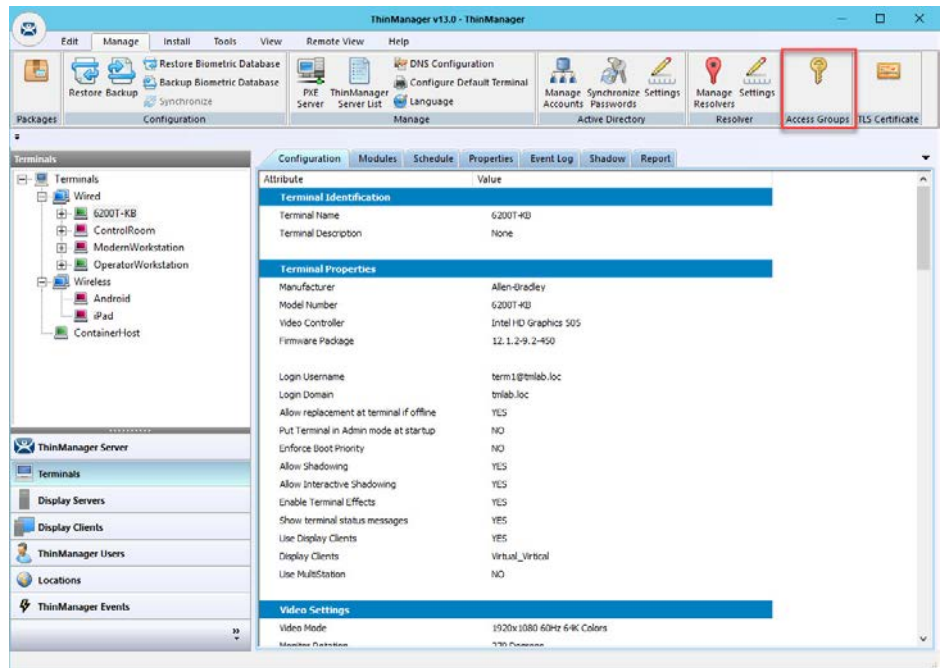 ThinManager v13.0 - ThinManager
Edit Manage Install Tools View Remote View Help
Restore Backup
Restore Biometric Database
Backup Biometric Database
Synchronize
PXE Server
ThinManager Server List
DNS Configuration
Configure Default Terminal
Language
Manage Accounts
Synchronize Passwords
Settings
Manage Resolvers
Settings
Packages Configuration Manage Active Directory Resolver Access Groups TLS Certificate
Terminals
Terminals
Wired
6200T-KB
ControlRoom
ModernWorkstation
OperatorWorkstation
Wireless
Android
iPad
ContainerHost
ThinManager Server
Terminals
Display Servers
Display Clients
ThinManager Users
Locations
ThinManager Events
Configuration Modules Schedule Properties Event Log Shadow Report
Attribute Value
Terminal Identification
Terminal Name 6200T-KB
Terminal Description None
Terminal Properties
Manufacturer Allen-Bradley
Model Number 6200T-KB
Video Controller Intel HD Graphics 505
Firmware Package 12.1.2-9.2-450
Login Username term1@tmlab.loc
Login Domain tmlab.loc
Allow replacement at terminal if offline YES
Put Terminal in Admin mode at startup NO
Enforce Boot Priority NO
Allow Shadowing YES
Allow Interactive Shadowing YES
Enable Terminal Effects YES
Show terminal status messages YES
Use Display Clients YES
Display Clients Virtual_Virtical
Use MultiStation NO
Video Settings
Video Mode 1920x1080 60Hz 64K Colors